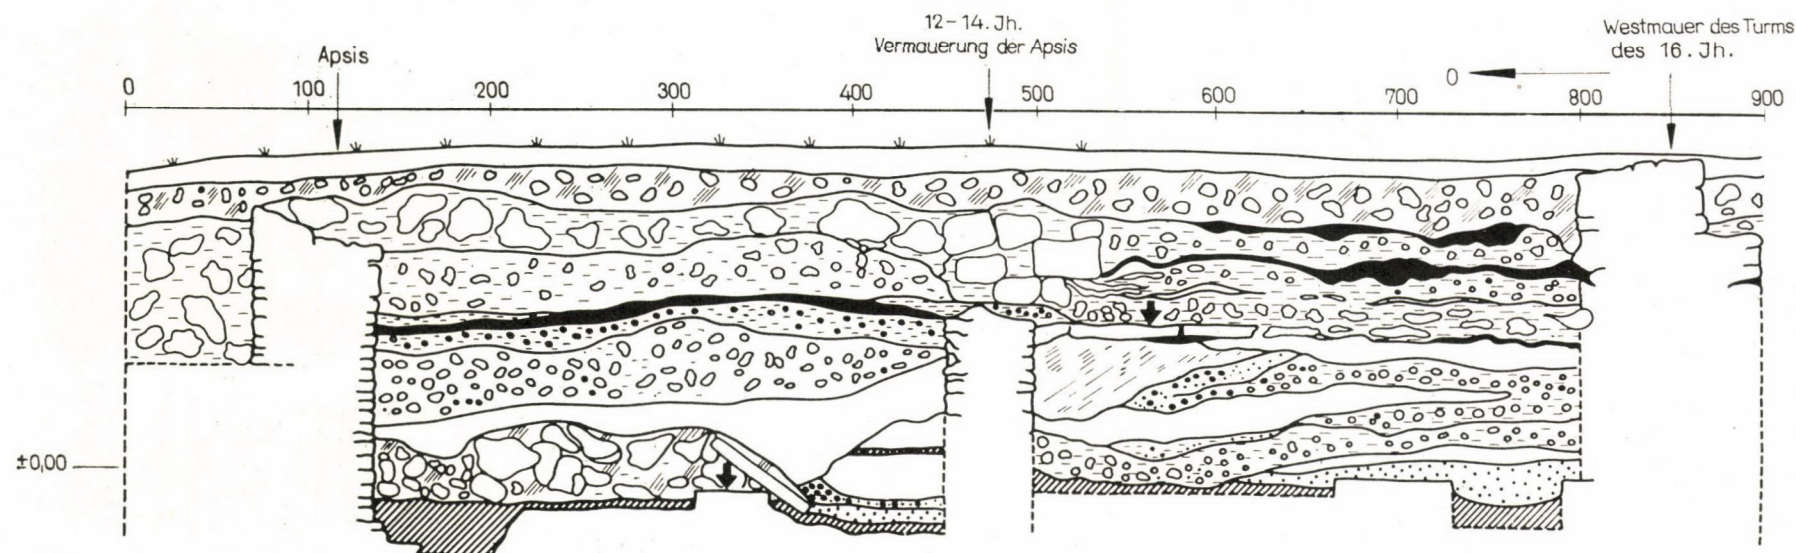 12-14. Jh.
Vermauerung der Apsis
Westmauer des Turms
des 16. Jh.
Apsis
O
0 100 200 300 400 500 600 700 800 900
±0,00